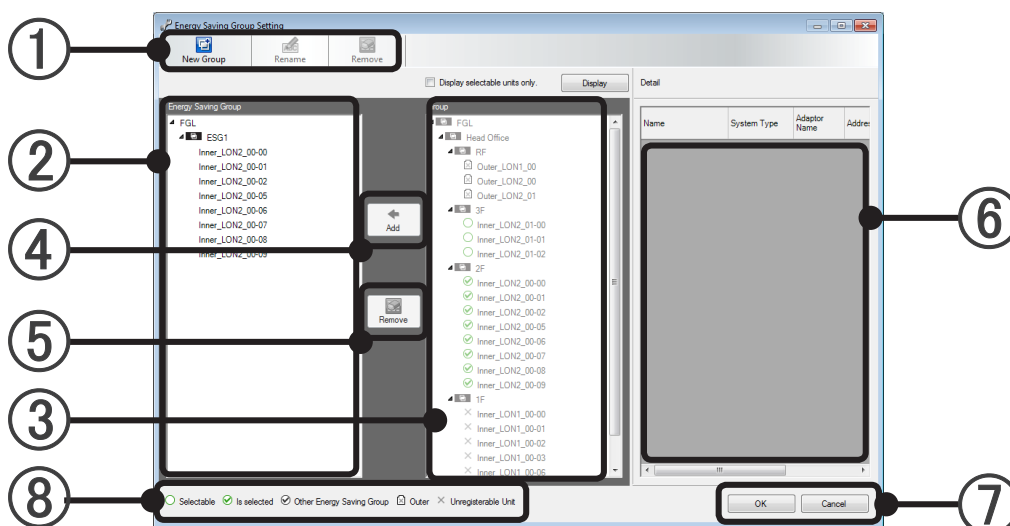 Energy Saving Group Setting
New Group Rename Remove
Display selectable units only. Display Detail
Energy Saving Group
FGL
ESG1
Inner_LON2_00-00
Inner_LON2_00-01
Inner_LON2_00-02
Inner_LON2_00-05
Inner_LON2_00-06
Inner_LON2_00-07
Inner_LON2_00-08
Inner_LON2_00-09
Add
Remove
roup
FGL
Head Office
RF
Outer_LON1_00
Outer_LON2_00
Outer_LON2_01
3F
Inner_LON2_01-00
Inner_LON2_01-01
Inner_LON2_01-02
2F
Inner_LON2_00-00
Inner_LON2_00-01
Inner_LON2_00-02
Inner_LON2_00-05
Inner_LON2_00-06
Inner_LON2_00-07
Inner_LON2_00-08
Inner_LON2_00-09
1F
Inner_LON1_00-00
Inner_LON1_00-01
Inner_LON1_00-02
Inner_LON1_00-03
Inner_LON1_00-06
Name System Type Adaptor Name Addres
Selectable Is selected Other Energy Saving Group Outer Unregisterable Unit
OK Cancel
1
2
4
5
3
8
6
7